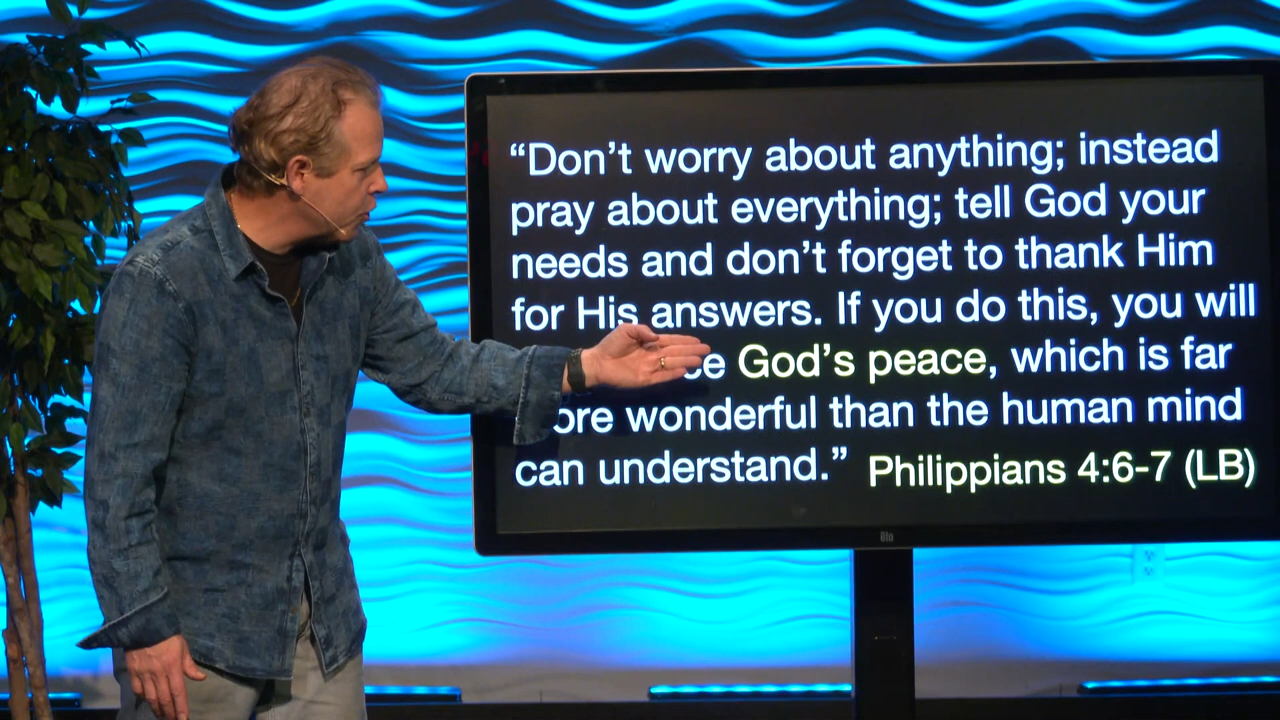 “Don’t worry about anything; instead
pray about everything; tell God your
needs and don’t forget to thank Him
for His answers. If you do this, you will
God’s peace, which is far
wonderful than the human mind
can understand.” Philippians 4:6-7 (LB)
elo